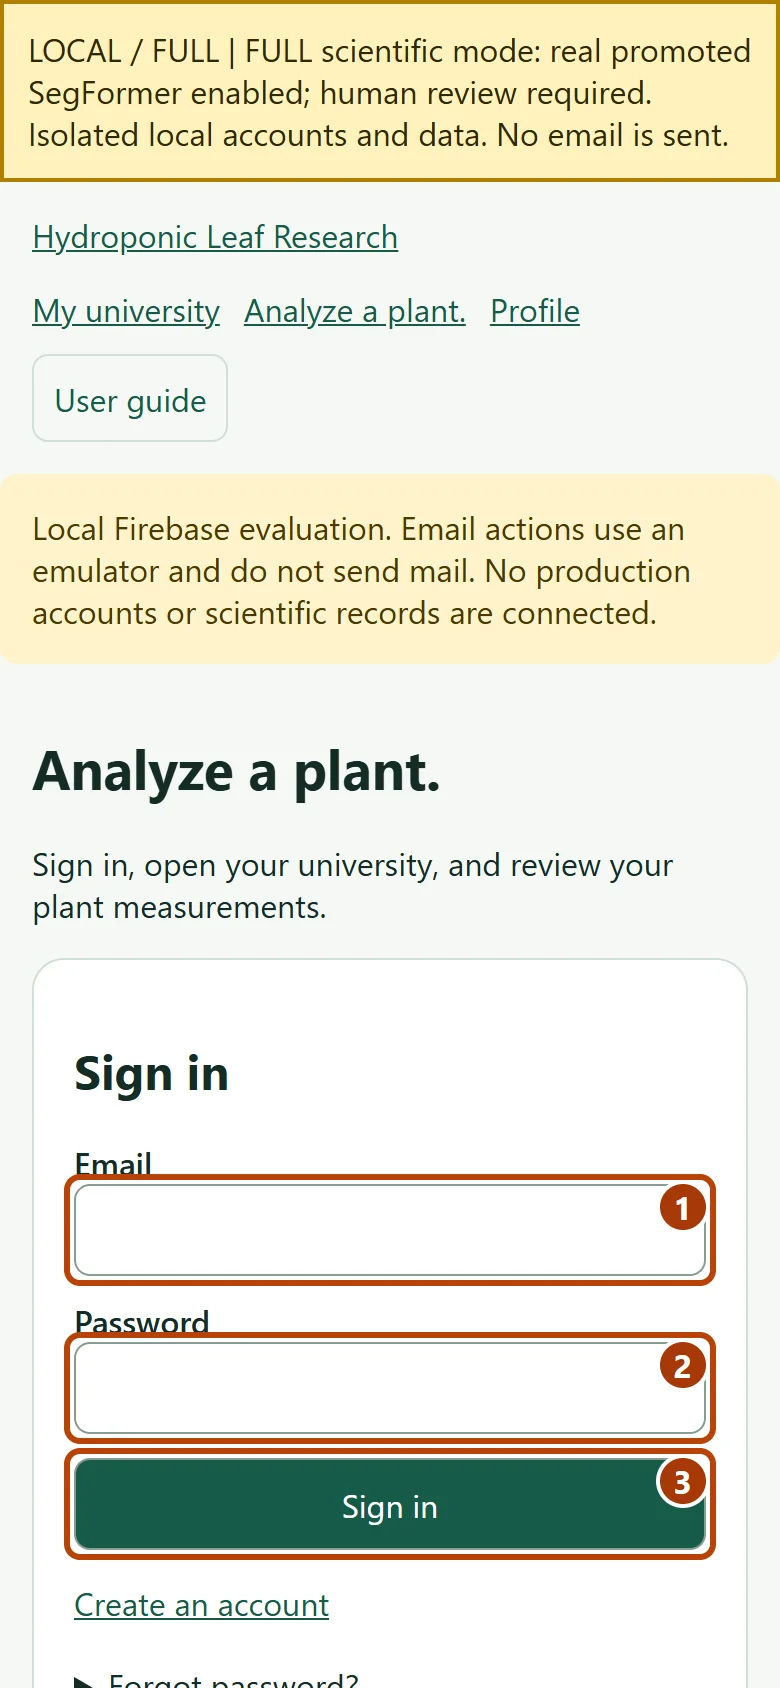 LOCAL / FULL | FULL scientific mode: real promoted
SegFormer enabled; human review required.
Isolated local accounts and data. No email is sent.
Hydroponic Leaf Research
My university Analyze a plant. Profile
User guide
Local Firebase evaluation. Email actions use an
emulator and do not send mail. No production
accounts or scientific records are connected.
Analyze a plant.
Sign in, open your university, and review your
plant measurements.
Sign in
Email
1
Password
2
Sign in
3
Create an account
Forgot password?